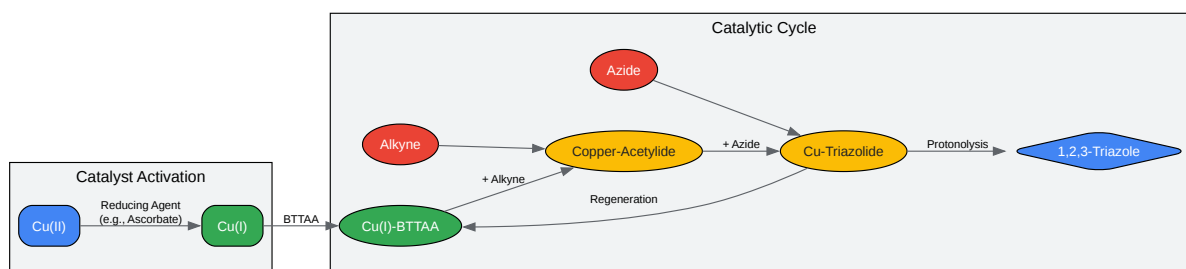 Catalytic Cycle
Azide
Alkyne
Copper-Acetylide
+ Azide
Cu-Triazolide
Protonolysis
1,2,3-Triazole
Catalyst Activation
+ Alkyne
Reducing Agent
(e.g., Ascorbate)
Regeneration
Cu(II)
Cu(I)
BTTAA
Cu(I)-BTTAA